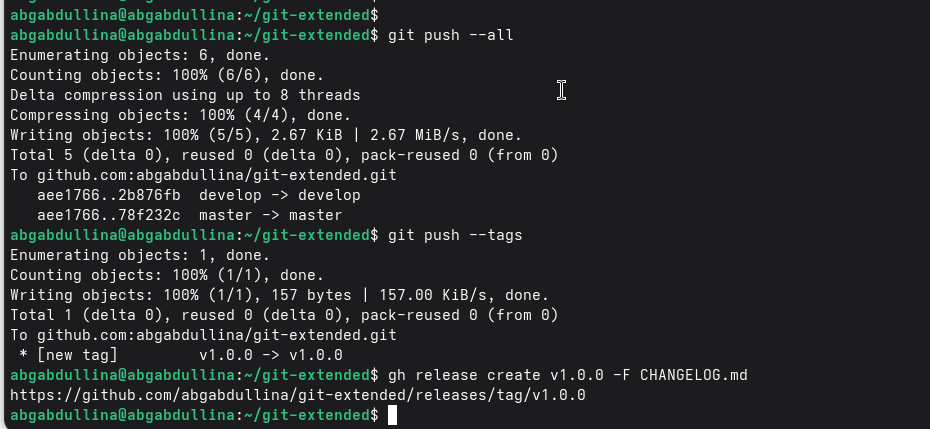 abgabdullina@abgabdullina:~/git-extended$
abgabdullina@abgabdullina:~/git-extended$ git push --all
Enumerating objects: 6, done.
Counting objects: 100% (6/6), done.
Delta compression using up to 8 threads
Compressing objects: 100% (4/4), done.
Writing objects: 100% (5/5), 2.67 KiB | 2.67 MiB/s, done.
Total 5 (delta 0), reused 0 (delta 0), pack-reused 0 (from 0)
To github.com:abgabdullina/git-extended.git
   aee1766..2b876fb  develop -> develop
   aee1766..78f232c  master -> master
abgabdullina@abgabdullina:~/git-extended$ git push --tags
Enumerating objects: 1, done.
Counting objects: 100% (1/1), done.
Writing objects: 100% (1/1), 157 bytes | 157.00 KiB/s, done.
Total 1 (delta 0), reused 0 (delta 0), pack-reused 0 (from 0)
To github.com:abgabdullina/git-extended.git
 * [new tag]         v1.0.0 -> v1.0.0
abgabdullina@abgabdullina:~/git-extended$ gh release create v1.0.0 -F CHANGELOG.md
https://github.com/abgabdullina/git-extended/releases/tag/v1.0.0
abgabdullina@abgabdullina:~/git-extended$